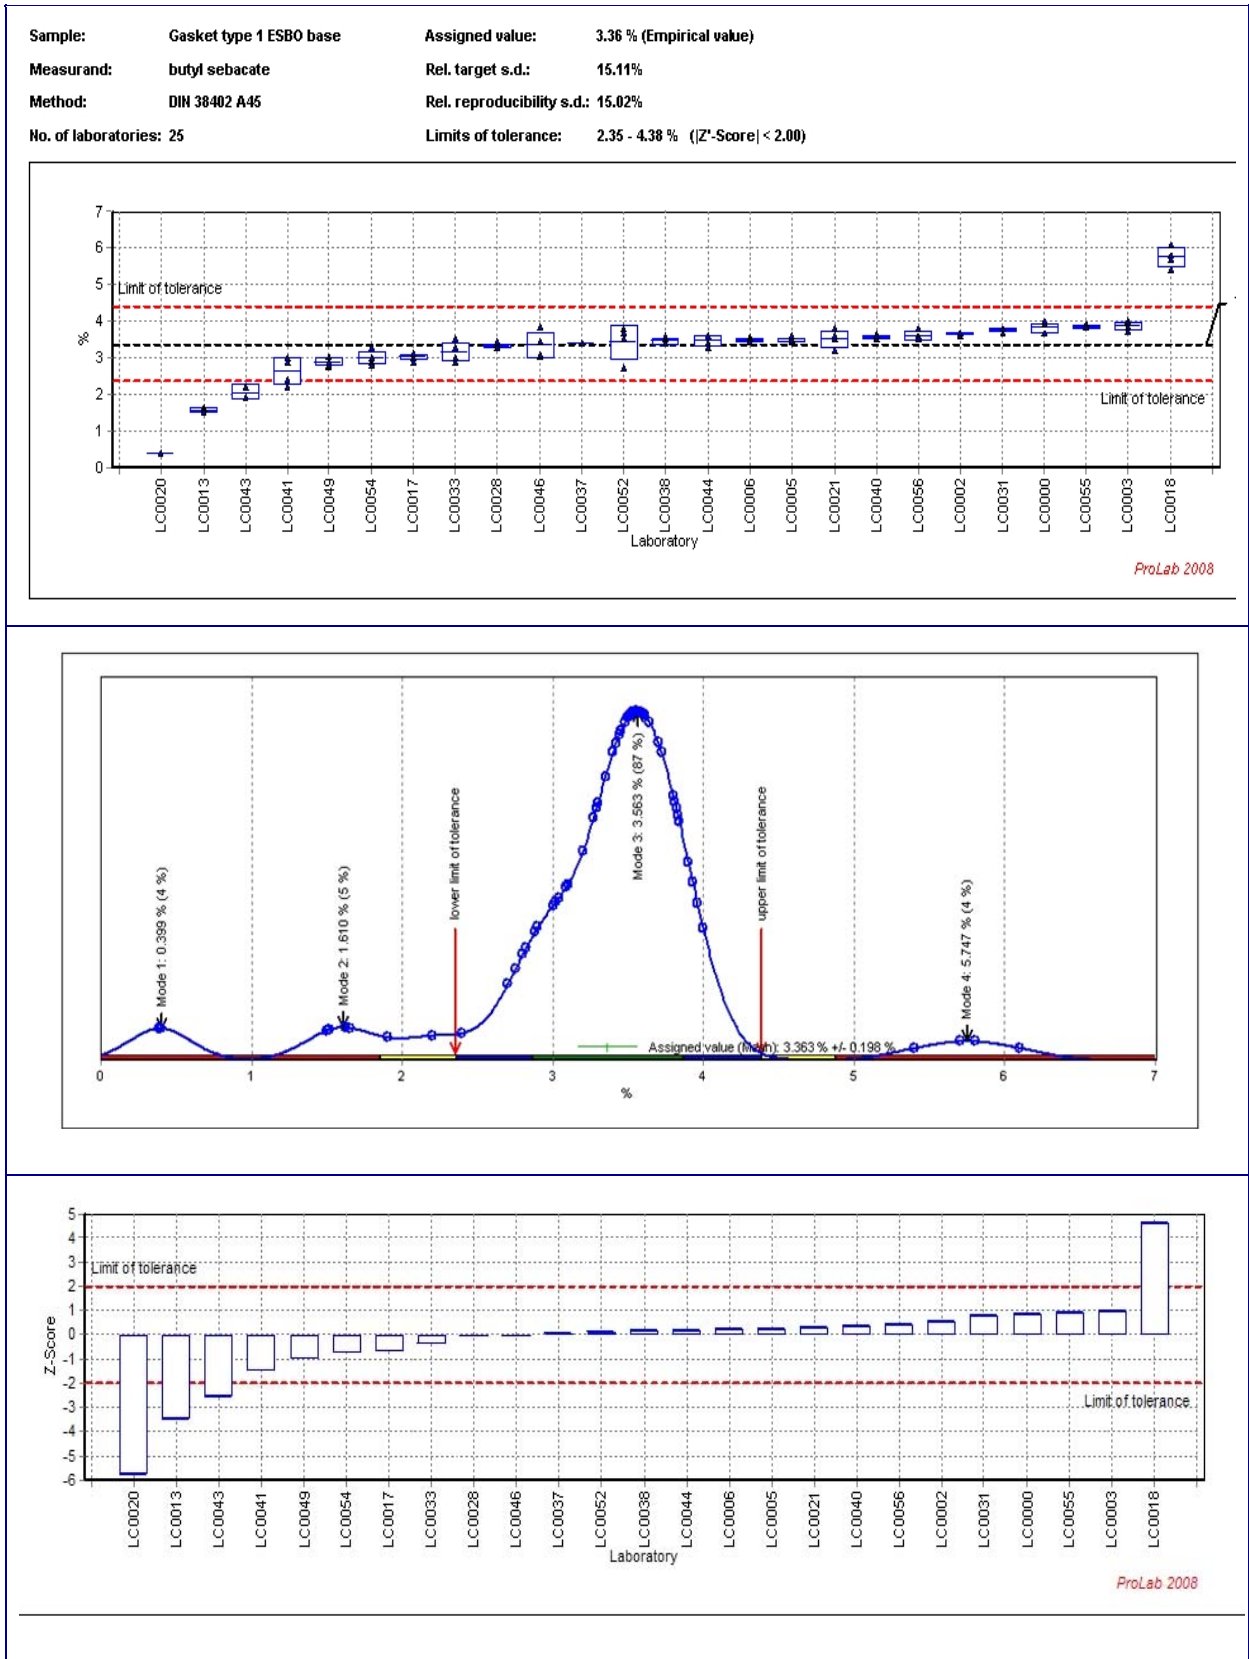 Sample: Gasket type 1 ESBO base Assigned value: 3.36 % (Empirical value)
Measurand: butyl sebacate Rel. target s.d.: 15.11%
Method: DIN 38402 A45 Rel. reproducibility s.d.: 15.02%
No. of laboratories: 25 Limits of tolerance: 2.35 - 4.38 % (|Z'-Score| < 2.00)
7
6
5
4
3
2
1
0
%
Limit of tolerance
Limit of tolerance
LC0020 LC0013 LC0043 LC0041 LC0049 LC0054 LC0017 LC0033 LC0028 LC0046 LC0037 LC0052 LC0038 LC0044 LC0006 LC0005 LC0021 LC0040 LC0056 LC0002 LC0031 LC0000 LC0055 LC0003 LC0018
Laboratory
ProLab 2008
Mode 1: 0.399 % (4 %)
Mode 2: 1.610 % (5 %)
lower limit of tolerance
Mode 3: 3.563 % (87 %)
upper limit of tolerance
Mode 4: 5.747 % (4 %)
Assigned value : 3.363 % +/- 0.198 %
0 1 2 3 4 5 6 7
%
5
4
3
2
1
0
-1
-2
-3
-4
-5
-6
Z-Score
Limit of tolerance
Limit of tolerance
LC0020 LC0013 LC0043 LC0041 LC0049 LC0054 LC0017 LC0033 LC0028 LC0046 LC0037 LC0052 LC0038 LC0044 LC0006 LC0005 LC0021 LC0040 LC0056 LC0002 LC0031 LC0000 LC0055 LC0003 LC0018
Laboratory
ProLab 2008